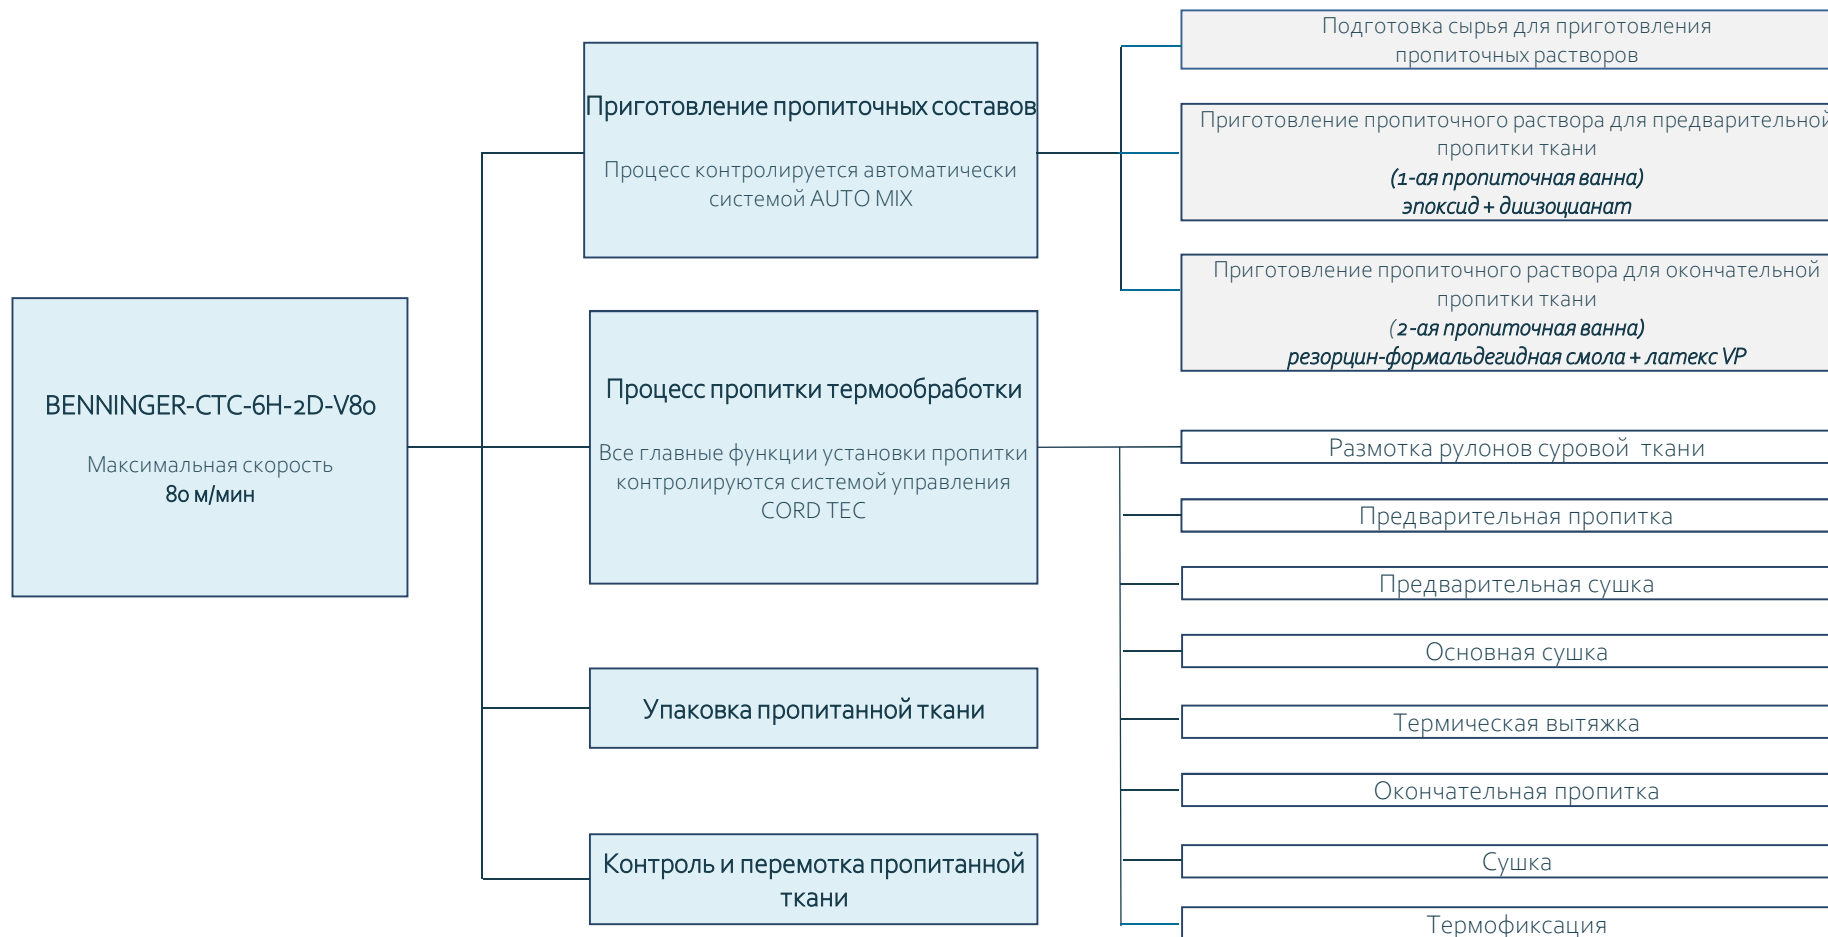 BENNINGER-CTC-6H-2D-V80
Максимальная скорость
80 м/мин
Приготовление пропиточных составов
Процесс контролируется автоматически
системой AUTO MIX
Процесс пропитки термообработки
Все главные функции установки пропитки
контролируются системой управления
CORD TEC
Упаковка пропитанной ткани
Контроль и перемотка пропитанной
ткани
Подготовка сырья для приготовления
пропиточных растворов
Приготовление пропиточного раствора для предварительной
пропитки ткани
(1-ая пропиточная ванна)
эпоксид + диизоцианат
Приготовление пропиточного раствора для окончательной
пропитки ткани
(2-ая пропиточная ванна)
резорцин-формальдегидная смола + латекс VP
Размотка рулонов суровой ткани
Предварительная пропитка
Предварительная сушка
Основная сушка
Термическая вытяжка
Окончательная пропитка
Сушка
Термофиксация